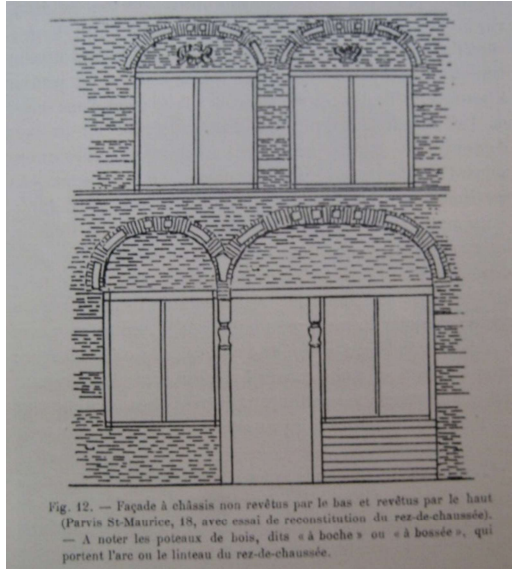 Fig. 12. — Façade à châssis non revêtus par le bas et revêtus par le haut
(Parvis St-Maurice, 18, avec essai de reconstitution du rez-de-chaussée).
— A noter les poteaux de bois, dits « à boche » ou « à bossée », qui
portent l'arc ou le linteau du rez-de-chaussée.